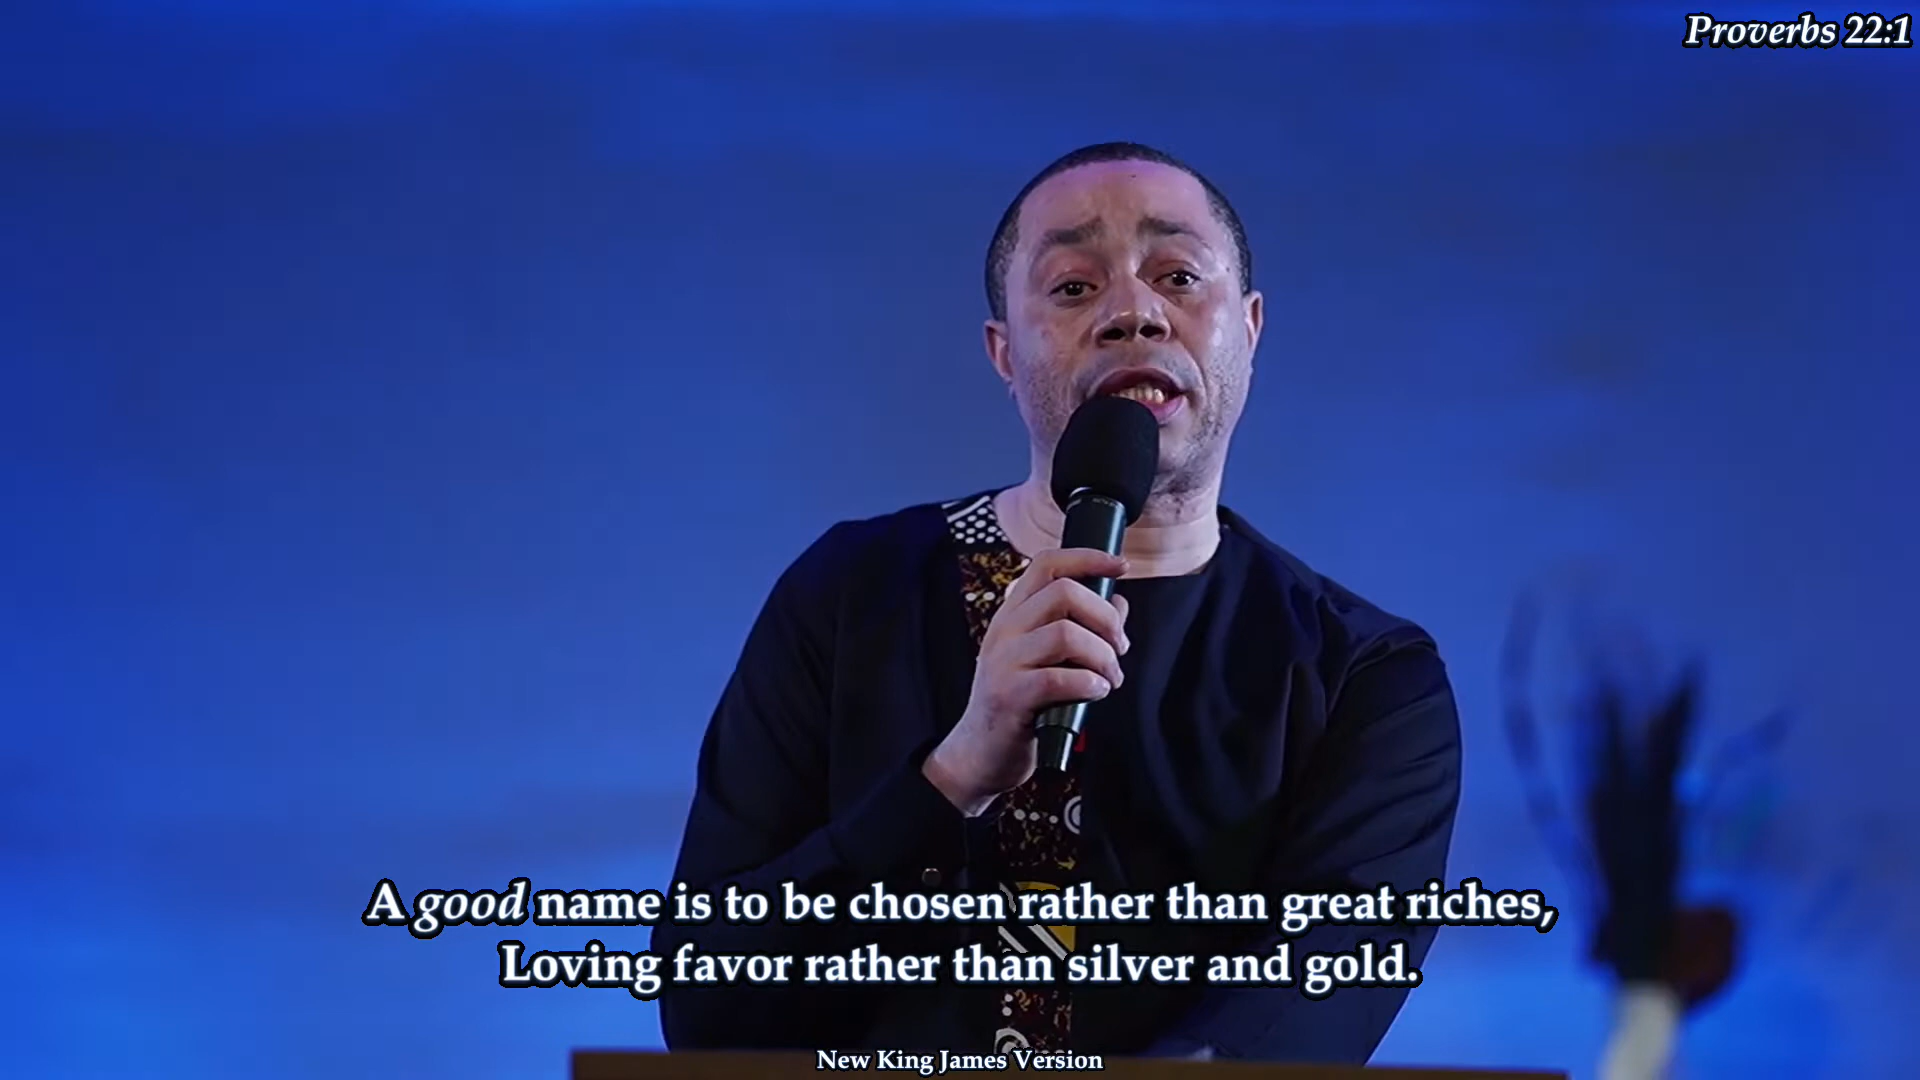 Proverbs 22:1
A good name is to be chosen rather than great riches,
Loving favor rather than silver and gold.
New King James Version